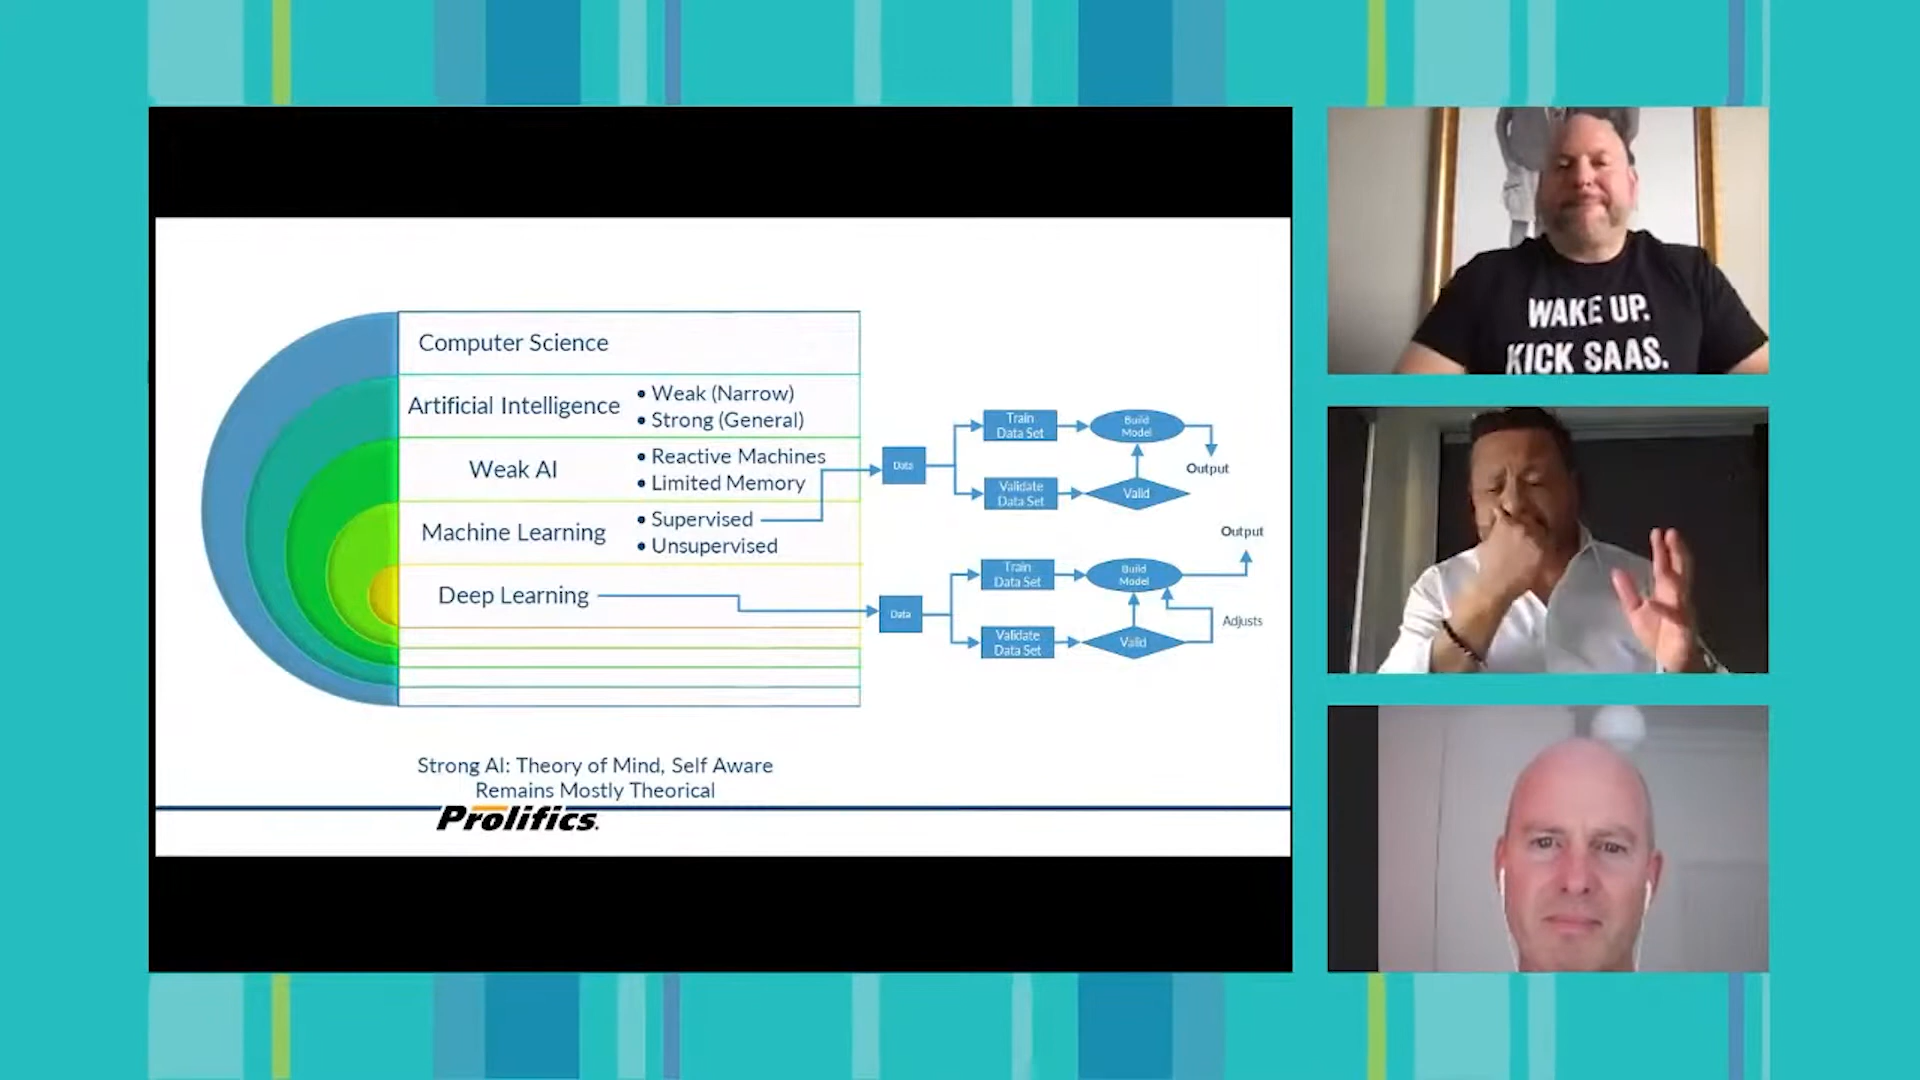 Computer Science
Artificial Intelligence
• Weak (Narrow)
• Strong (General)
Weak AI
• Reactive Machines
• Limited Memory
Machine Learning
• Supervised
• Unsupervised
Deep Learning
Data
Train
Data Set
Build
Model
Output
Validate
Data Set
Valid
Data
Train
Data Set
Build
Model
Output
Validate
Data Set
Valid
Adjusts
Strong AI: Theory of Mind, Self Aware
Remains Mostly Theorical
Prolifics.
WAKE UP.
KICK SAAS.